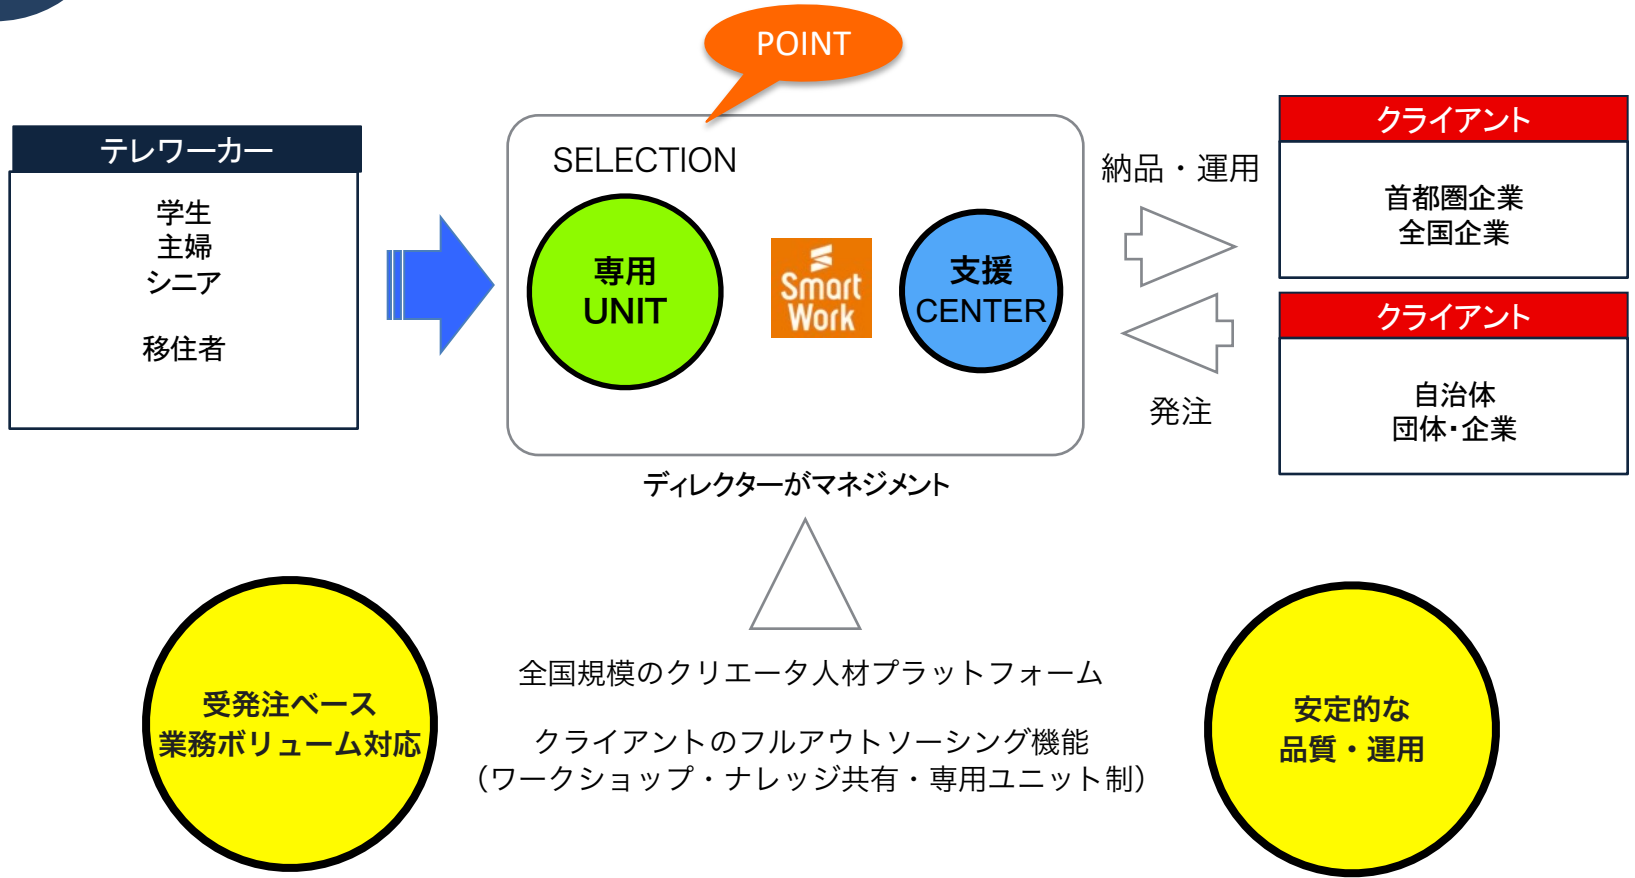 POINT
テレワーカー
学生
主婦
シニア
移住者
SELECTION
専用
UNIT
Smart
Work
支援
CENTER
ディレクターがマネジメント
納品・運用
発注
クライアント
首都圏企業
全国企業
クライアント
自治体
団体・企業
受発注ベース
業務ボリューム対応
全国規模のクリエータ人材プラットフォーム
クライアントのフルアウトソーシング機能
（ワークショップ・ナレッジ共有・専用ユニット制）
安定的な
品質・運用